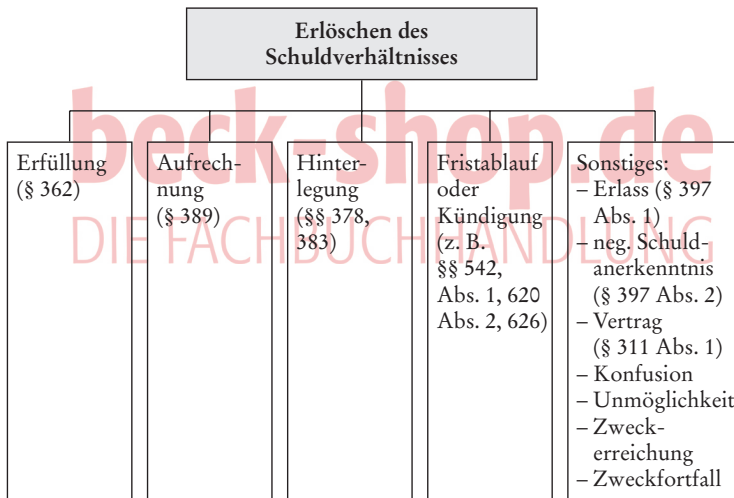 Erlöschen des
Schuldverhältnisses
beck-shop.de
DIE FACHBUCHHANDLUNG
Erfüllung
(§ 362)
Aufrech-
nung
(§ 389)
Hinter-
legung
(§§ 378,
383)
Fristablauf
oder
Kündigung
(z. B.
§§ 542,
Abs. 1, 620
Abs. 2, 626)
Sonstiges:
– Erlass (§ 397
Abs. 1)
– neg. Schuld-
anerkenntnis
(§ 397 Abs. 2)
– Vertrag
(§ 311 Abs. 1)
– Konfusion
– Unmöglichkeit
– Zweck-
erreichung
– Zweckfortfall